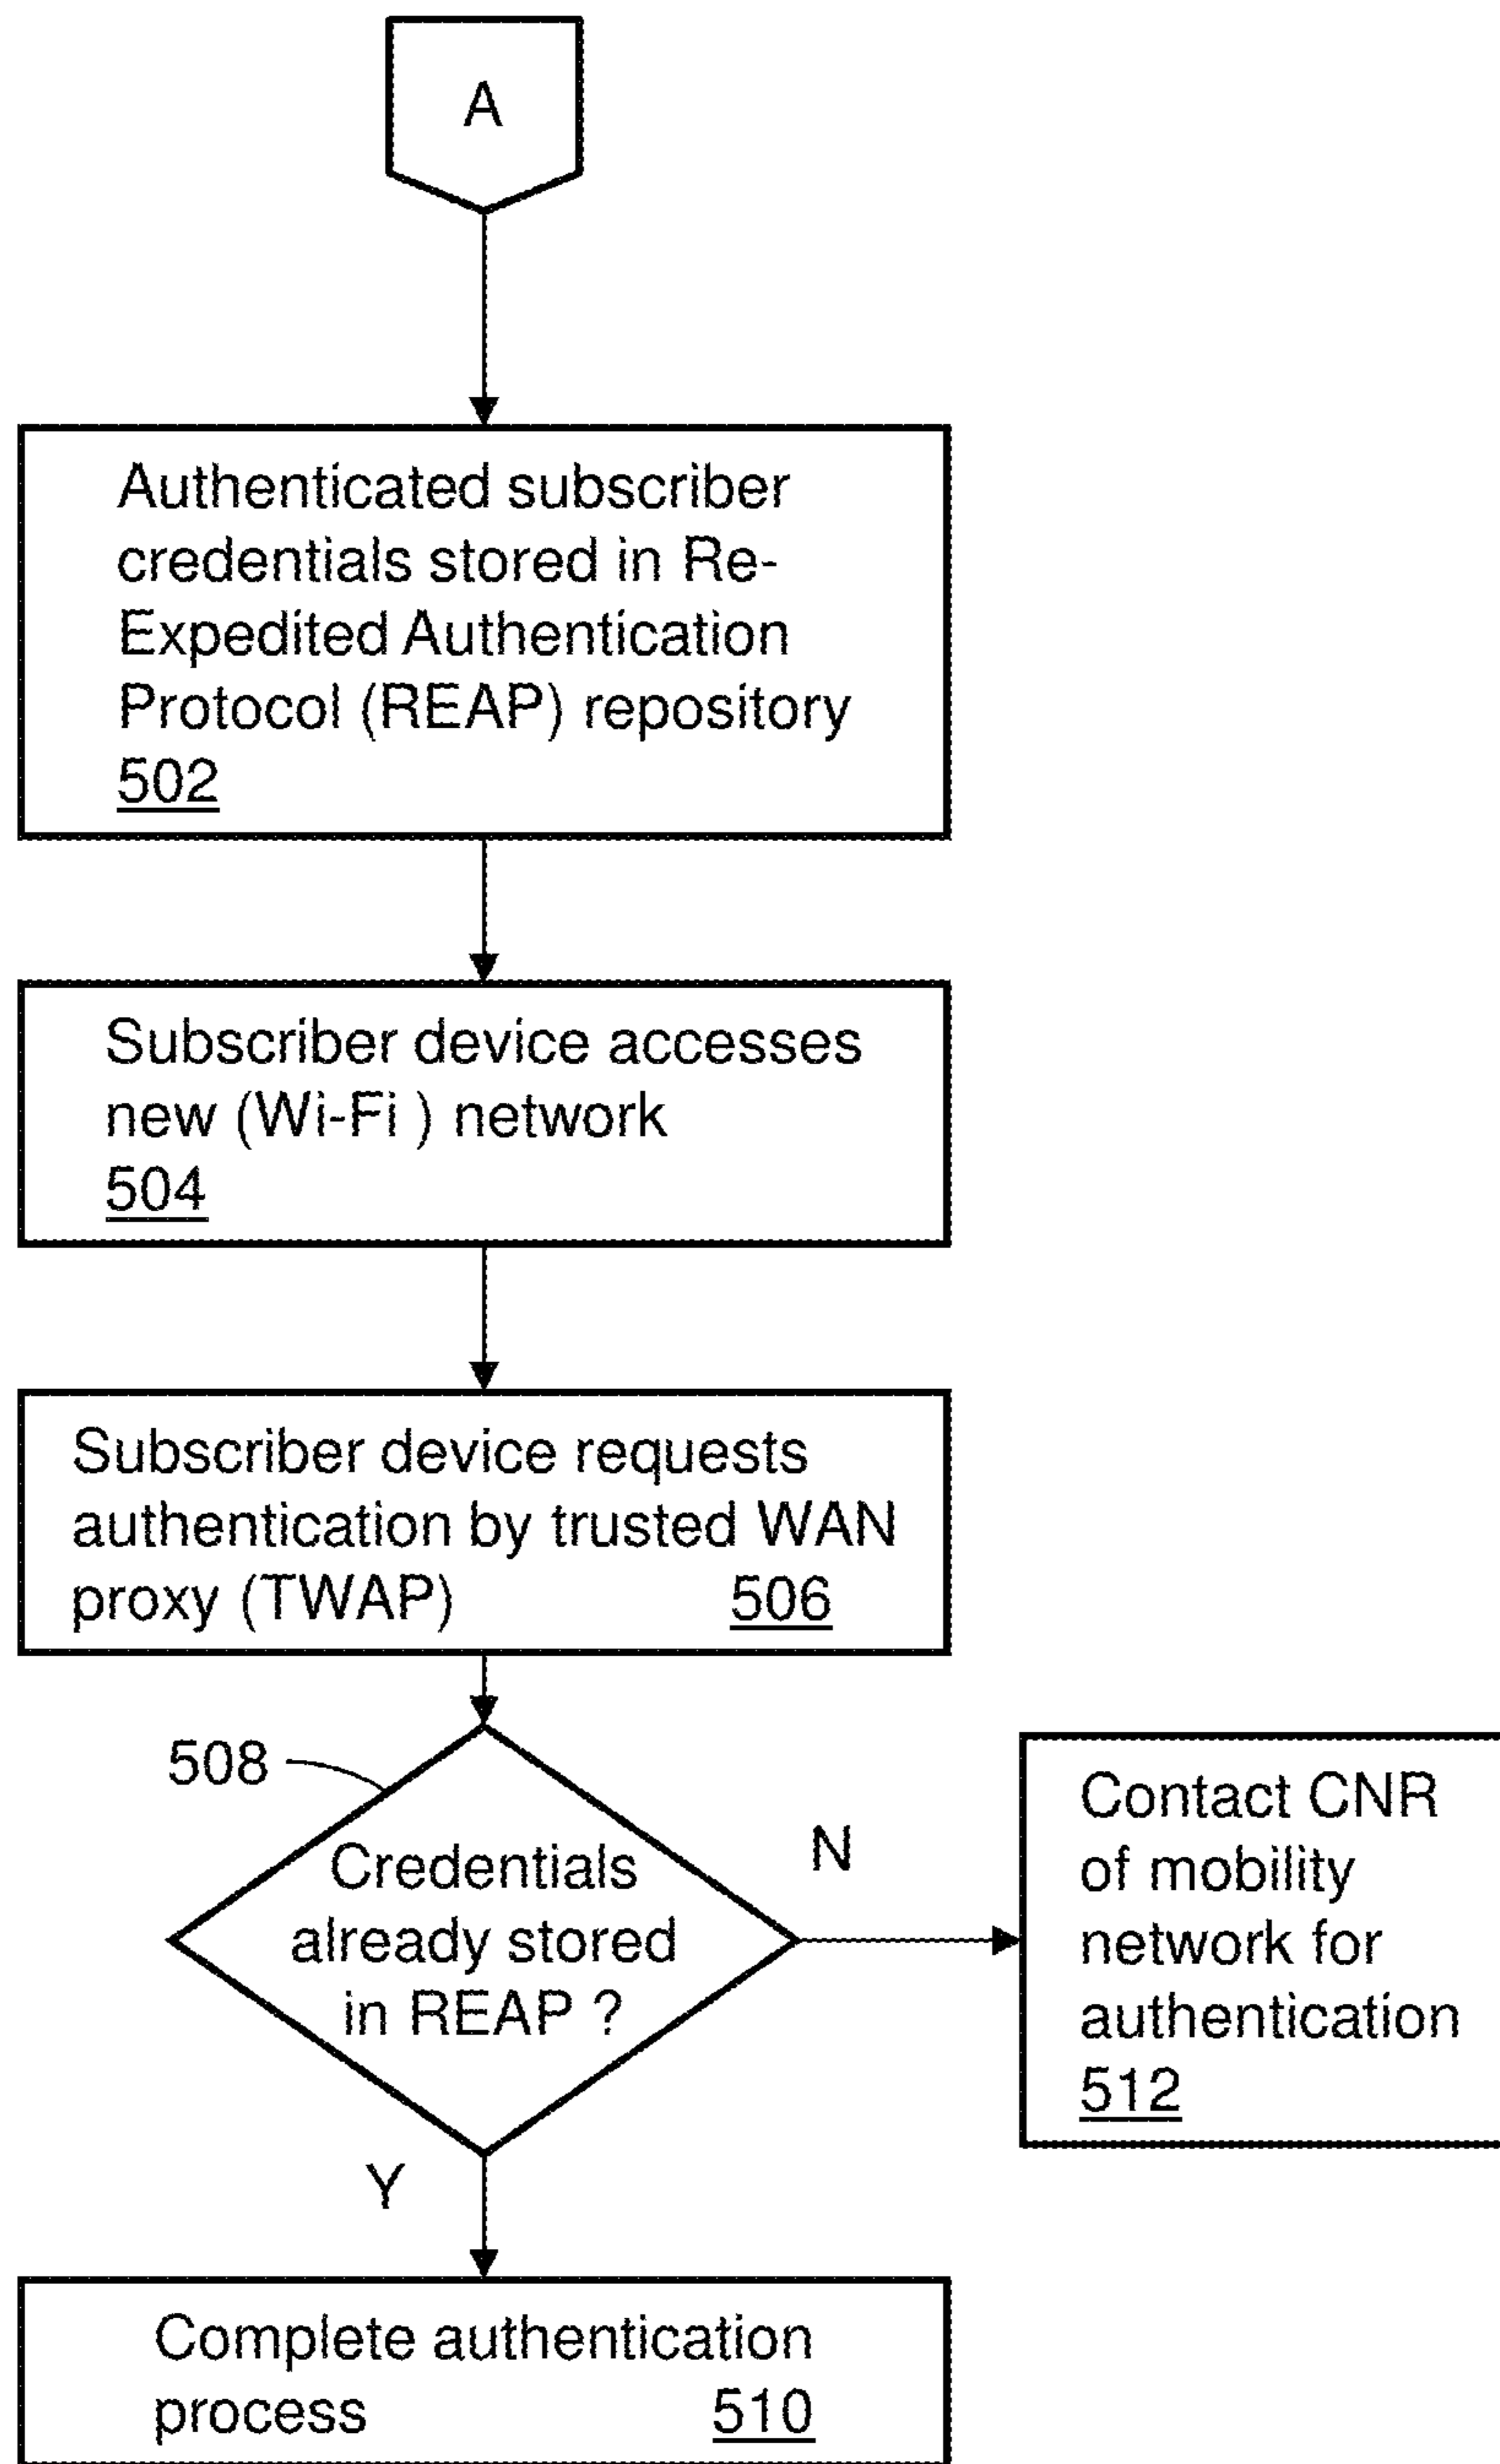 A
Authenticated subscriber
credentials stored in Re-
Expedited Authentication
Protocol (REAP) repository
502
Subscriber device accesses
new (Wi-Fi ) network
504
Subscriber device requests
authentication by trusted WAN
proxy (TWAP) 506
508
Credentials
already stored
in REAP ?
N
Contact CNR
of mobility
network for
authentication
512
Y
Complete authentication
process 510